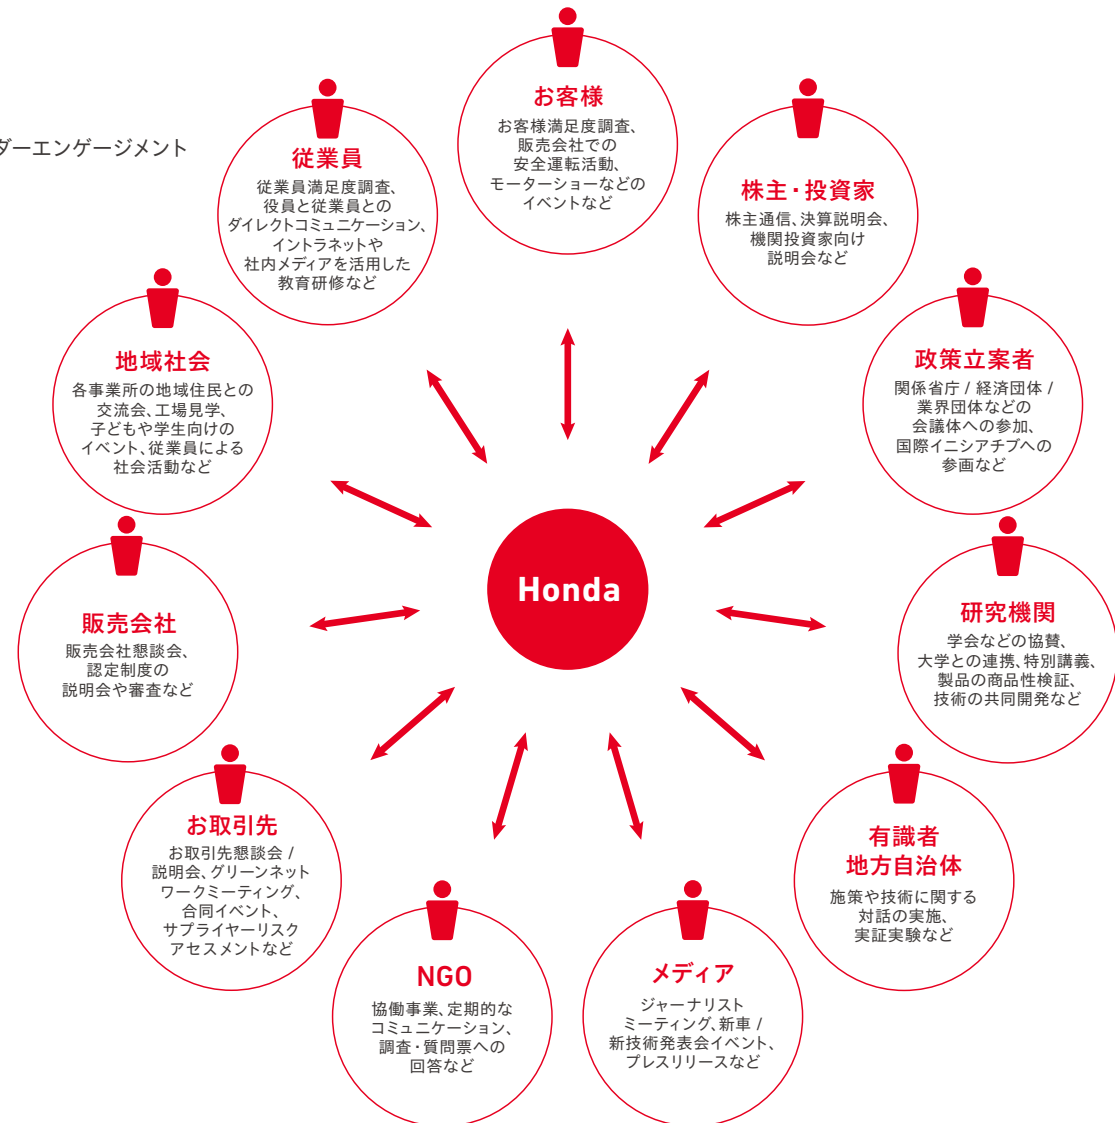 ダーエンゲージメント
お客様
お客様満足度調査、
販売会社での
安全運転活動、
モーターショーなどの
イベントなど
株主・投資家
株主通信、決算説明会、
機関投資家向け
説明会など
政策立案者
関係省庁 / 経済団体 /
業界団体などの
会議体への参加、
国際イニシアチブへの
参画など
研究機関
学会などの協賛、
大学との連携、特別講義、
製品の商品性検証、
技術の共同開発など
有識者
地方自治体
施策や技術に関する
対話の実施、
実証実験など
メディア
ジャーナリスト
ミーティング、新車 /
新技術発表会イベント、
プレスリリースなど
NGO
協働事業、定期的な
コミュニケーション、
調査・質問票への
回答など
お取引先
お取引先懇談会 /
説明会、グリーンネット
ワークミーティング、
合同イベント、
サプライヤーリスク
アセスメントなど
販売会社
販売会社懇談会、
認定制度の
説明会や審査など
地域社会
各事業所の地域住民との
交流会、工場見学、
子どもや学生向けの
イベント、従業員による
社会活動など
従業員
従業員満足度調査、
役員と従業員との
ダイレクトコミュニケーション、
イントラネットや
社内メディアを活用した
教育研修など
Honda